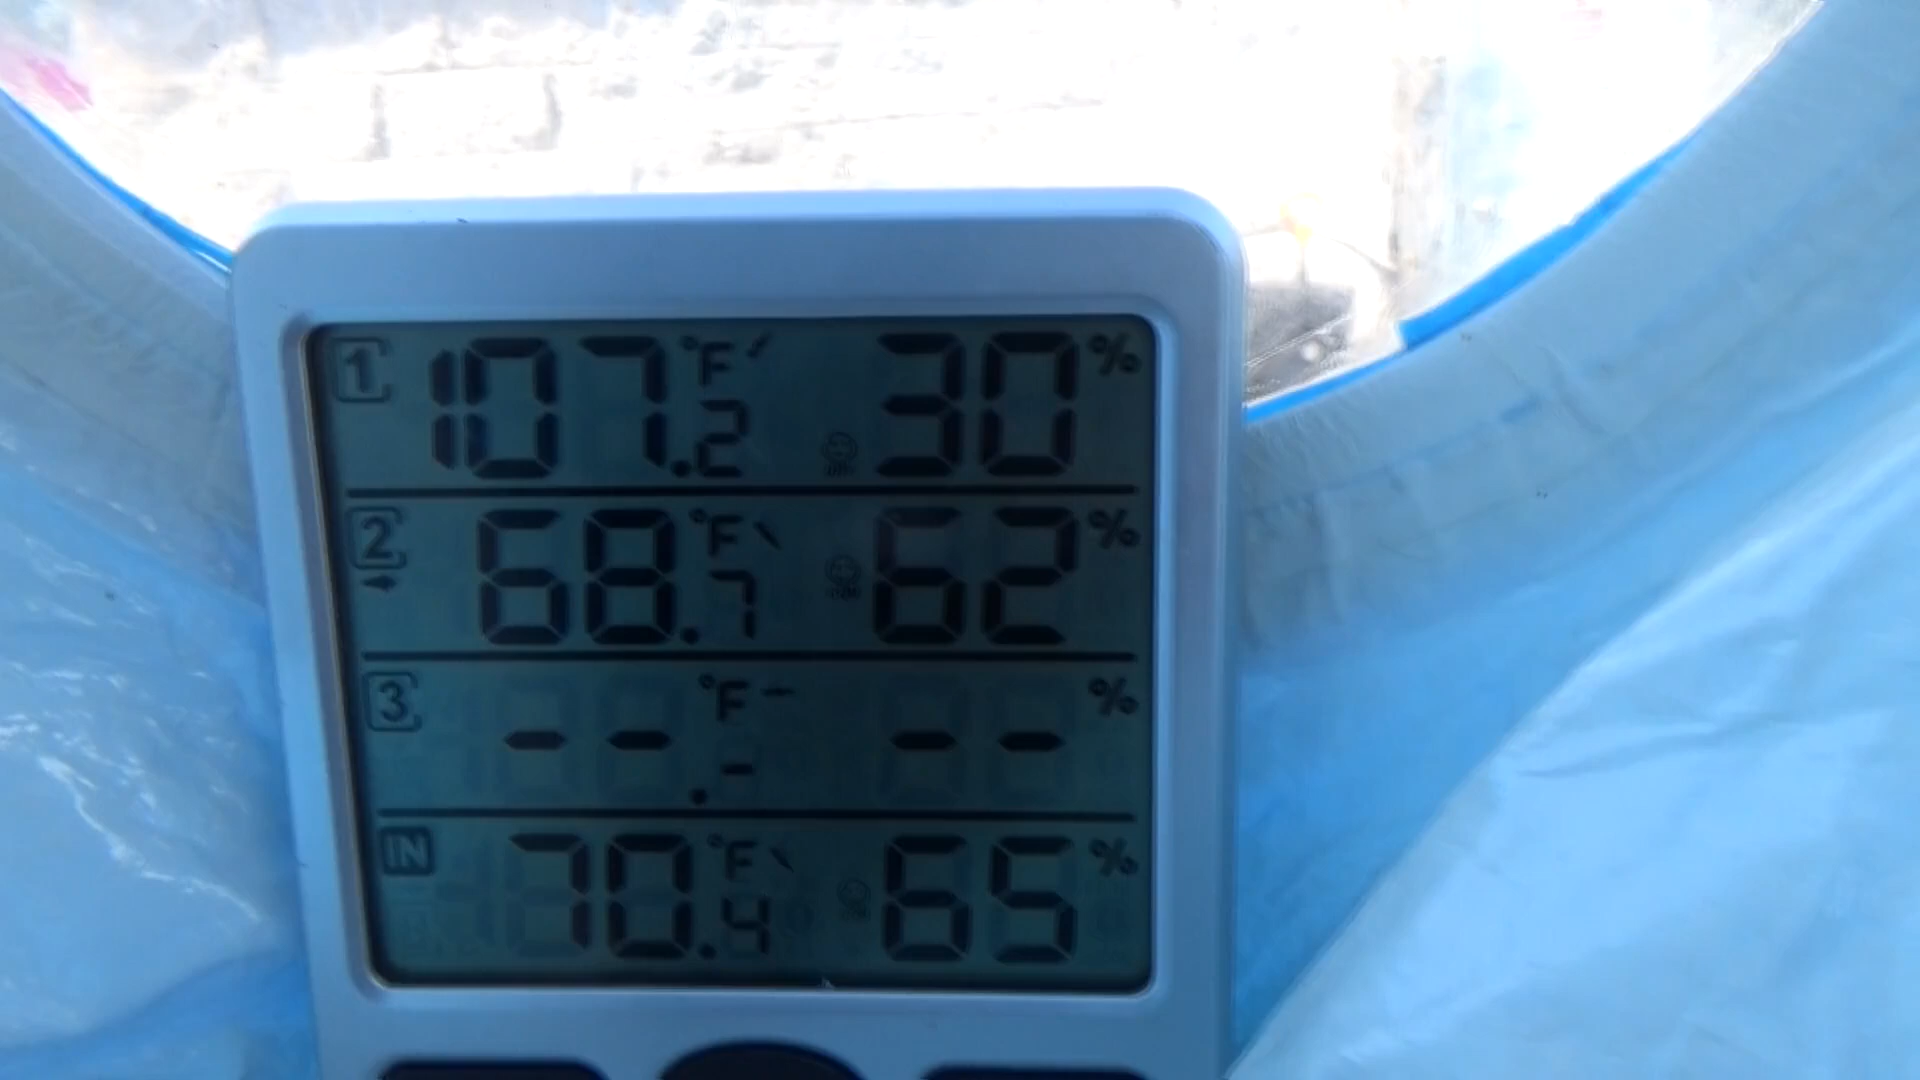 1 107.2 °F 30 %
2 68.7 °F 62 %
3 --.- °F -- %
IN 70.4 °F 65 %